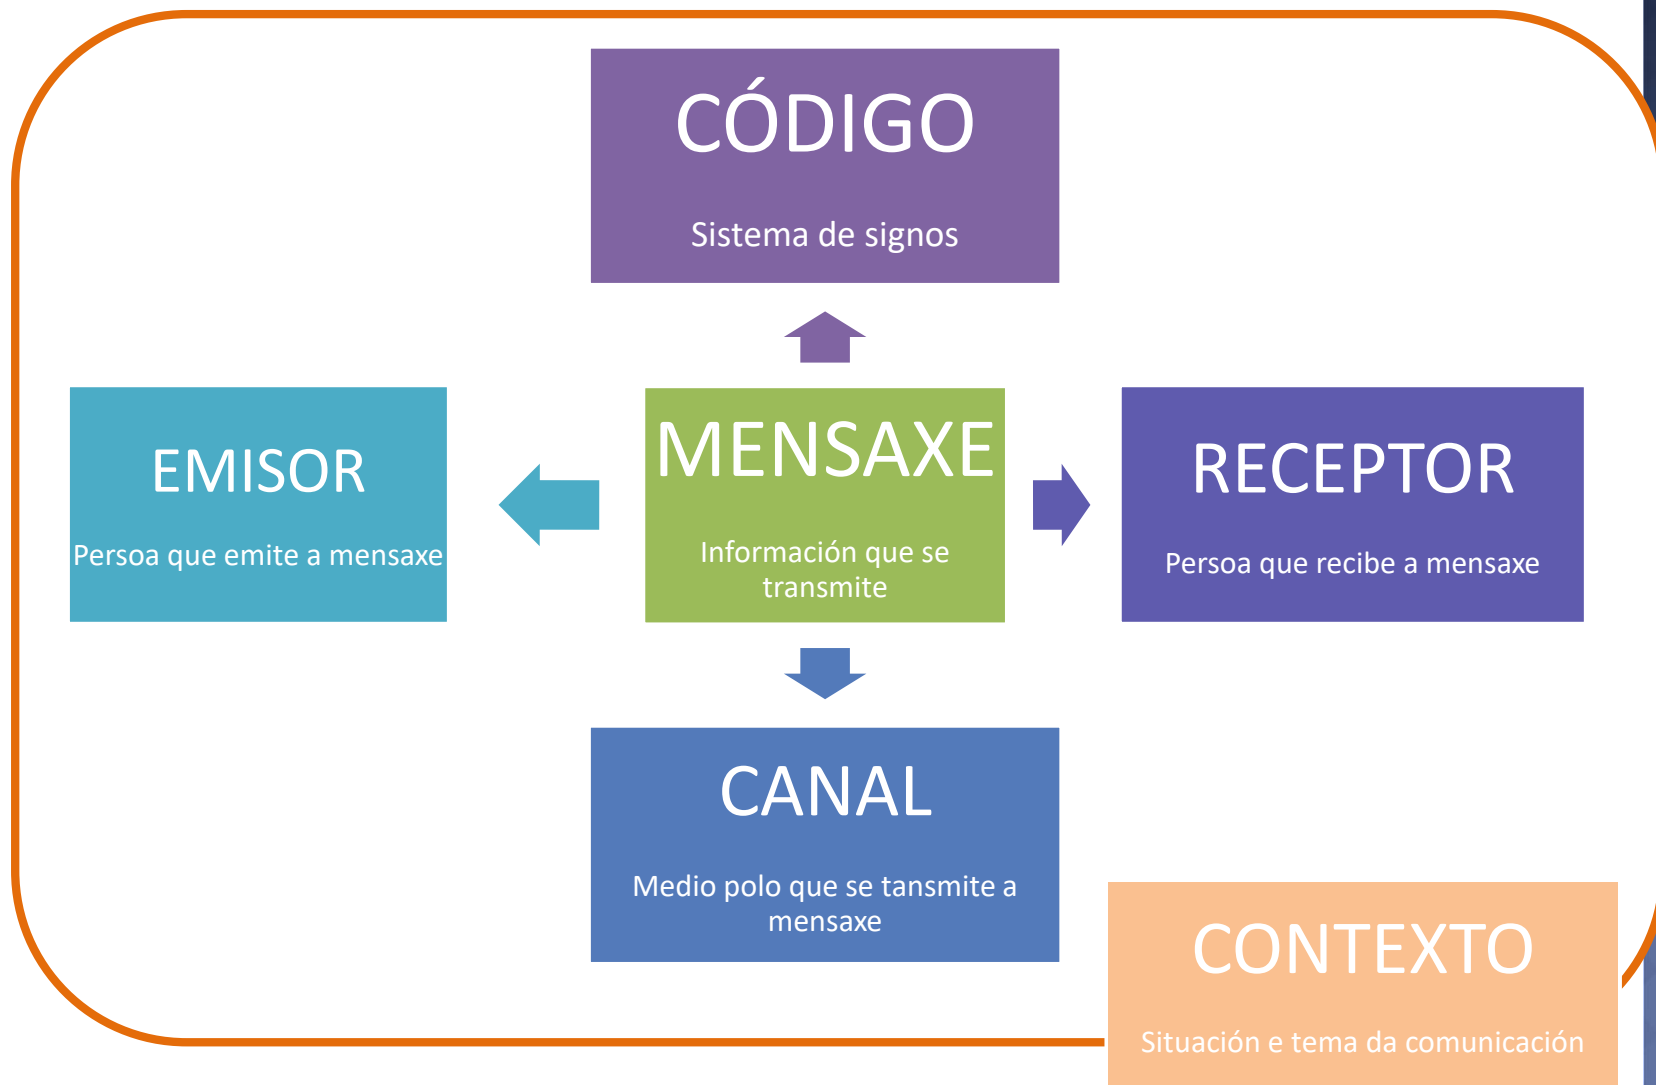 CÓDIGO
Sistema de signos
EMISOR
Persoa que emite a mensaxe
MENSAXE
Información que se
transmite
RECEPTOR
Persoa que recibe a mensaxe
CANAL
Medio polo que se tansmite a
mensaxe
CONTEXTO
Situación e tema da comunicación